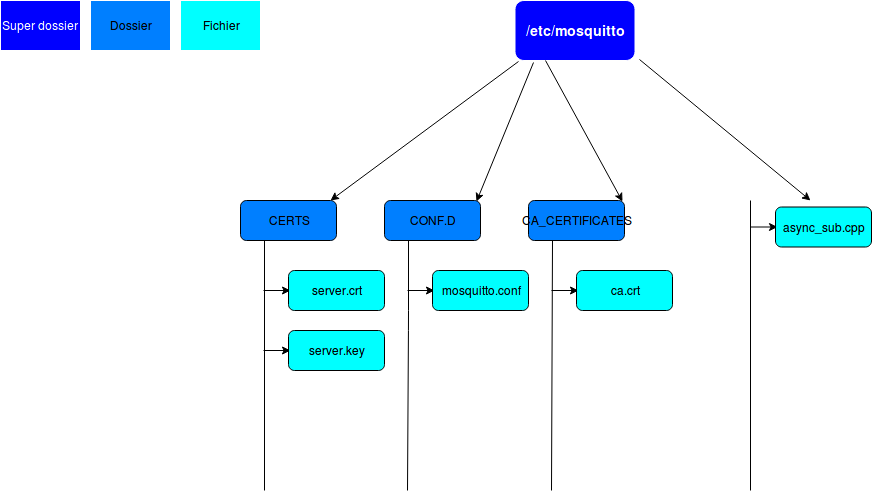 Super dossier
Dossier
Fichier
/etc/mosquitto
CERTS
CONF.D
CA_CERTIFICATES
async_sub.cpp
server.crt
mosquitto.conf
ca.crt
server.key